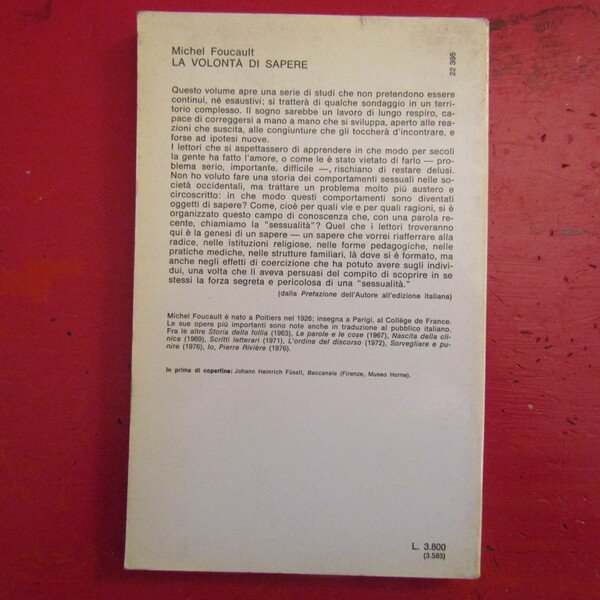 Michel Foucault
LA VOLONTÀ DI SAPERE
22 395
Questo volume apre una serie di studi che non pretendono essere
continui, né esaustivi; si tratterà di qualche sondaggio in un terri-
torio complesso. Il sogno sarebbe un lavoro di lungo respiro, ca-
pace di correggersi a mano a mano che si sviluppa, aperto alle rea-
zioni che suscita, alle congiunture che gli toccherà d'incontrare, e
forse ad ipotesi nuove.
I lettori che si aspettassero di apprendere in che modo per secoli
la gente ha fatto l'amore, o come le è stato vietato di farlo — pro-
blema serio, importante, difficile —, rischiano di restare delusi.
Non ho voluto fare una storia dei comportamenti sessuali nelle so-
cietà occidentali, ma trattare un problema molto più austero e
circoscritto: in che modo questi comportamenti sono diventati
oggetti di sapere? Come, cioè per quali vie e per quali ragioni, si è
organizzato questo campo di conoscenza che, con una parola re-
cente, chiamiamo la "sessualità"? Quel che i lettori troveranno
qui è la genesi di un sapere — un sapere che vorrei riafferrare alla
radice, nelle istituzioni religiose, nelle forme pedagogiche, nelle
pratiche mediche, nelle strutture familiari, là dove si è formato, ma
anche negli effetti di coercizione che ha potuto avere sugli indivi-
dui, una volta che li aveva persuasi del compito di scoprire in se
stessi la forza segreta e pericolosa di una "sessualità."
(dalla Prefazione dell'Autore all'edizione italiana)
Michel Foucault è nato a Poitiers nel 1926; insegna a Parigi, al Collège de France.
Le sue opere più importanti sono note anche in traduzione al pubblico italiano.
Fra le altre Storia della follia (1963), Le parole e le cose (1967), Nascita della cli-
nica (1969), Scritti letterari (1971), L'ordine del discorso (1972), Sorvegliare e pu-
nire (1976), Io, Pierre Rivière (1976).
In prima di copertina: Johann Heinrich Füssli, Baccanale (Firenze, Museo Horne).
L. 3.800
(3.583)